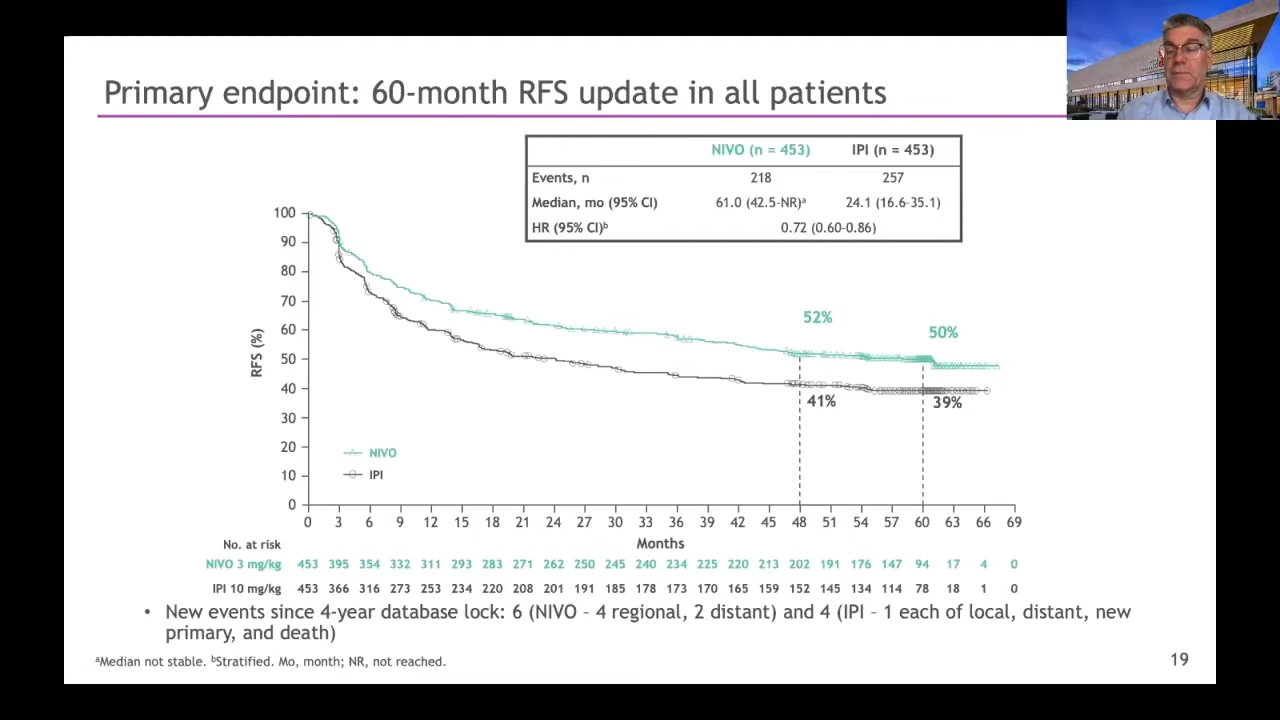 Primary endpoint: 60-month RFS update in all patients
NIVO (n = 453) IPI (n = 453)
Events, n 218 257
Median, mo (95% CI) 61.0 (42.5–NR)ᵃ 24.1 (16.6–35.1)
HR (95% CI)ᵇ 0.72 (0.60–0.86)
100
90
80
70
60
50
40
30
20
10
0
RFS (%)
52%
50%
41%
39%
NIVO
IPI
0 3 6 9 12 15 18 21 24 27 30 33 36 39 42 45 48 51 54 57 60 63 66 69
Months
No. at risk
NIVO 3 mg/kg 453 395 354 332 311 293 283 271 262 250 245 240 234 225 220 213 202 191 176 147 94 17 4 0
IPI 10 mg/kg 453 366 316 273 253 234 220 208 201 191 185 178 173 170 165 159 152 145 134 114 78 18 1 0
• New events since 4-year database lock: 6 (NIVO – 4 regional, 2 distant) and 4 (IPI – 1 each of local, distant, new
primary, and death)
ᵃMedian not stable. ᵇStratified. Mo, month; NR, not reached.
19